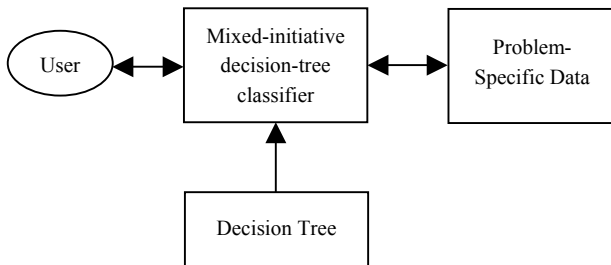 User
Mixed-initiative
decision-tree
classifier
Problem-
Specific Data
Decision Tree